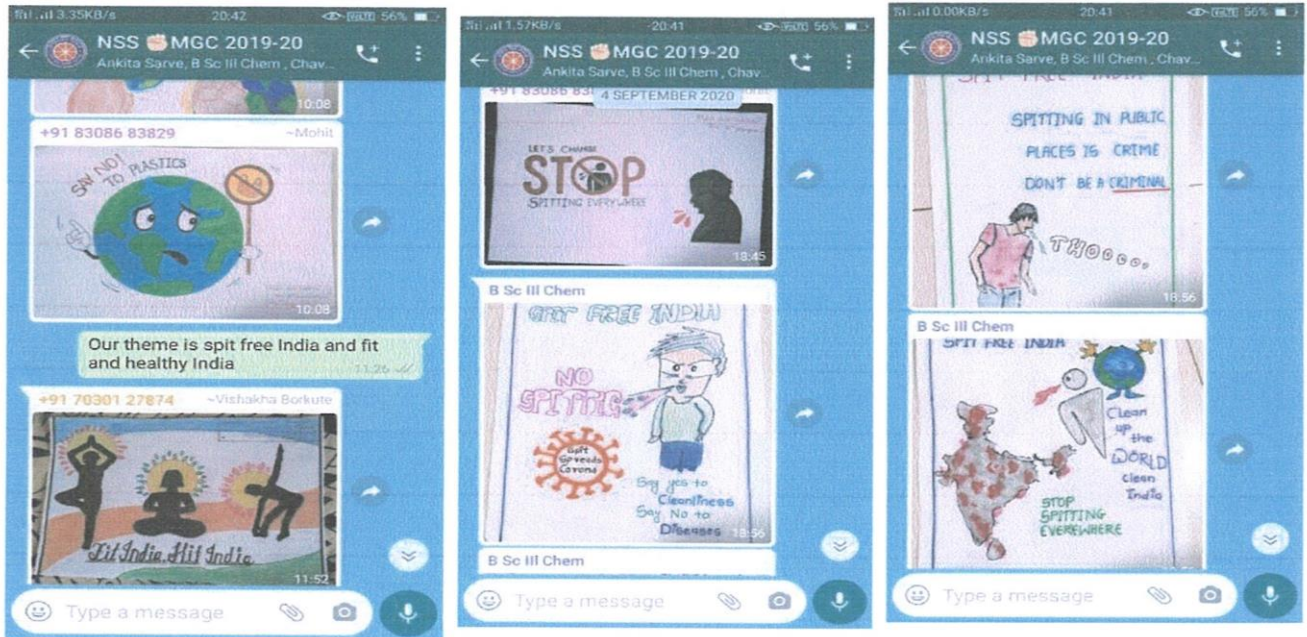 3.35KB/s 20:42 56%
NSS MGC 2019-20
Ankita Sarve, B Sc III Chem , Chav...
10:08
+91 83086 83829 ~Mohit
SAY NO!
TO PLASTICS
10:08
Our theme is spit free India and fit
and healthy India
11:26
+91 70301 27874 ~Vishakha Borkute
Fit India, Hit India
11:52
Type a message
1.57KB/s 20:41 56%
NSS MGC 2019-20
Ankita Sarve, B Sc III Chem , Chav...
4 SEPTEMBER 2020
LET'S CHANGE
STOP
SPITTING EVERYWHERE
18:45
B Sc III Chem
SPIT FREE INDIA
NO
SPITTING
Spit
Spreads
Corona
Say yes to
Cleanliness
Say No to
Diseases
18:56
B Sc III Chem
Type a message
0.00KB/s 20:41 56%
NSS MGC 2019-20
Ankita Sarve, B Sc III Chem , Chav...
SPIT FREE INDIA
SPITTING IN PUBLIC
PLACES IS CRIME
DON'T BE A CRIMINAL
THOOOO..
18:56
B Sc III Chem
SPIT FREE INDIA
Clean
up
the
WORLD
clean
India
STOP
SPITTING
EVERYWHERE
Type a message